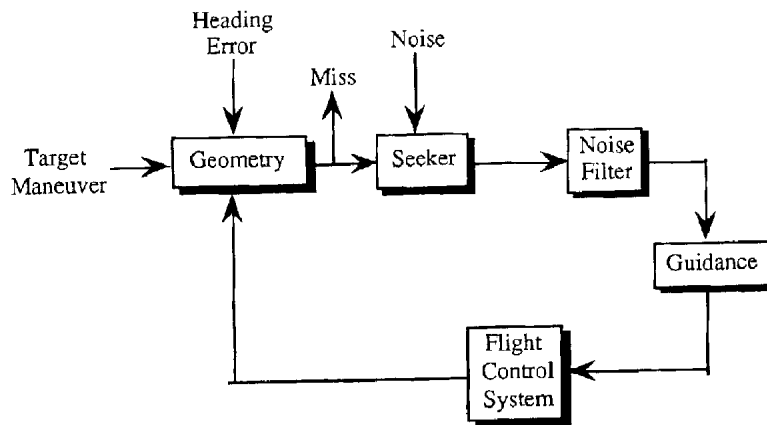 Heading
Error
Noise
Miss
Target
Maneuver
Geometry
Seeker
Noise
Filter
Guidance
Flight
Control
System